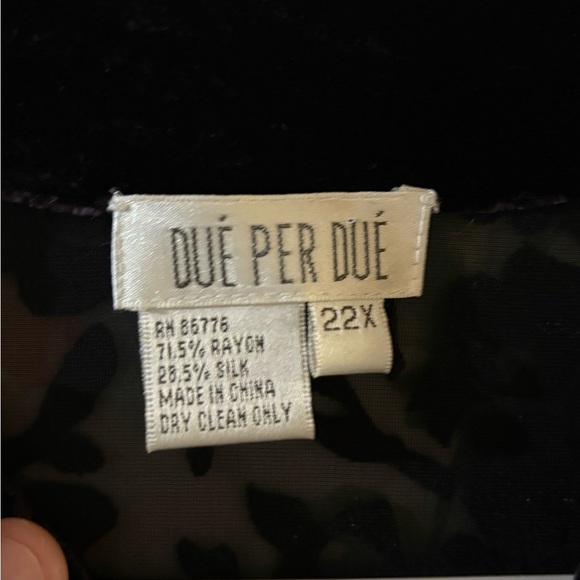 DUÉ PER DUÉ
22X
RN 86776
71.5% RAYON
28.5% SILK
MADE IN CHINA
DRY CLEAN ONLY